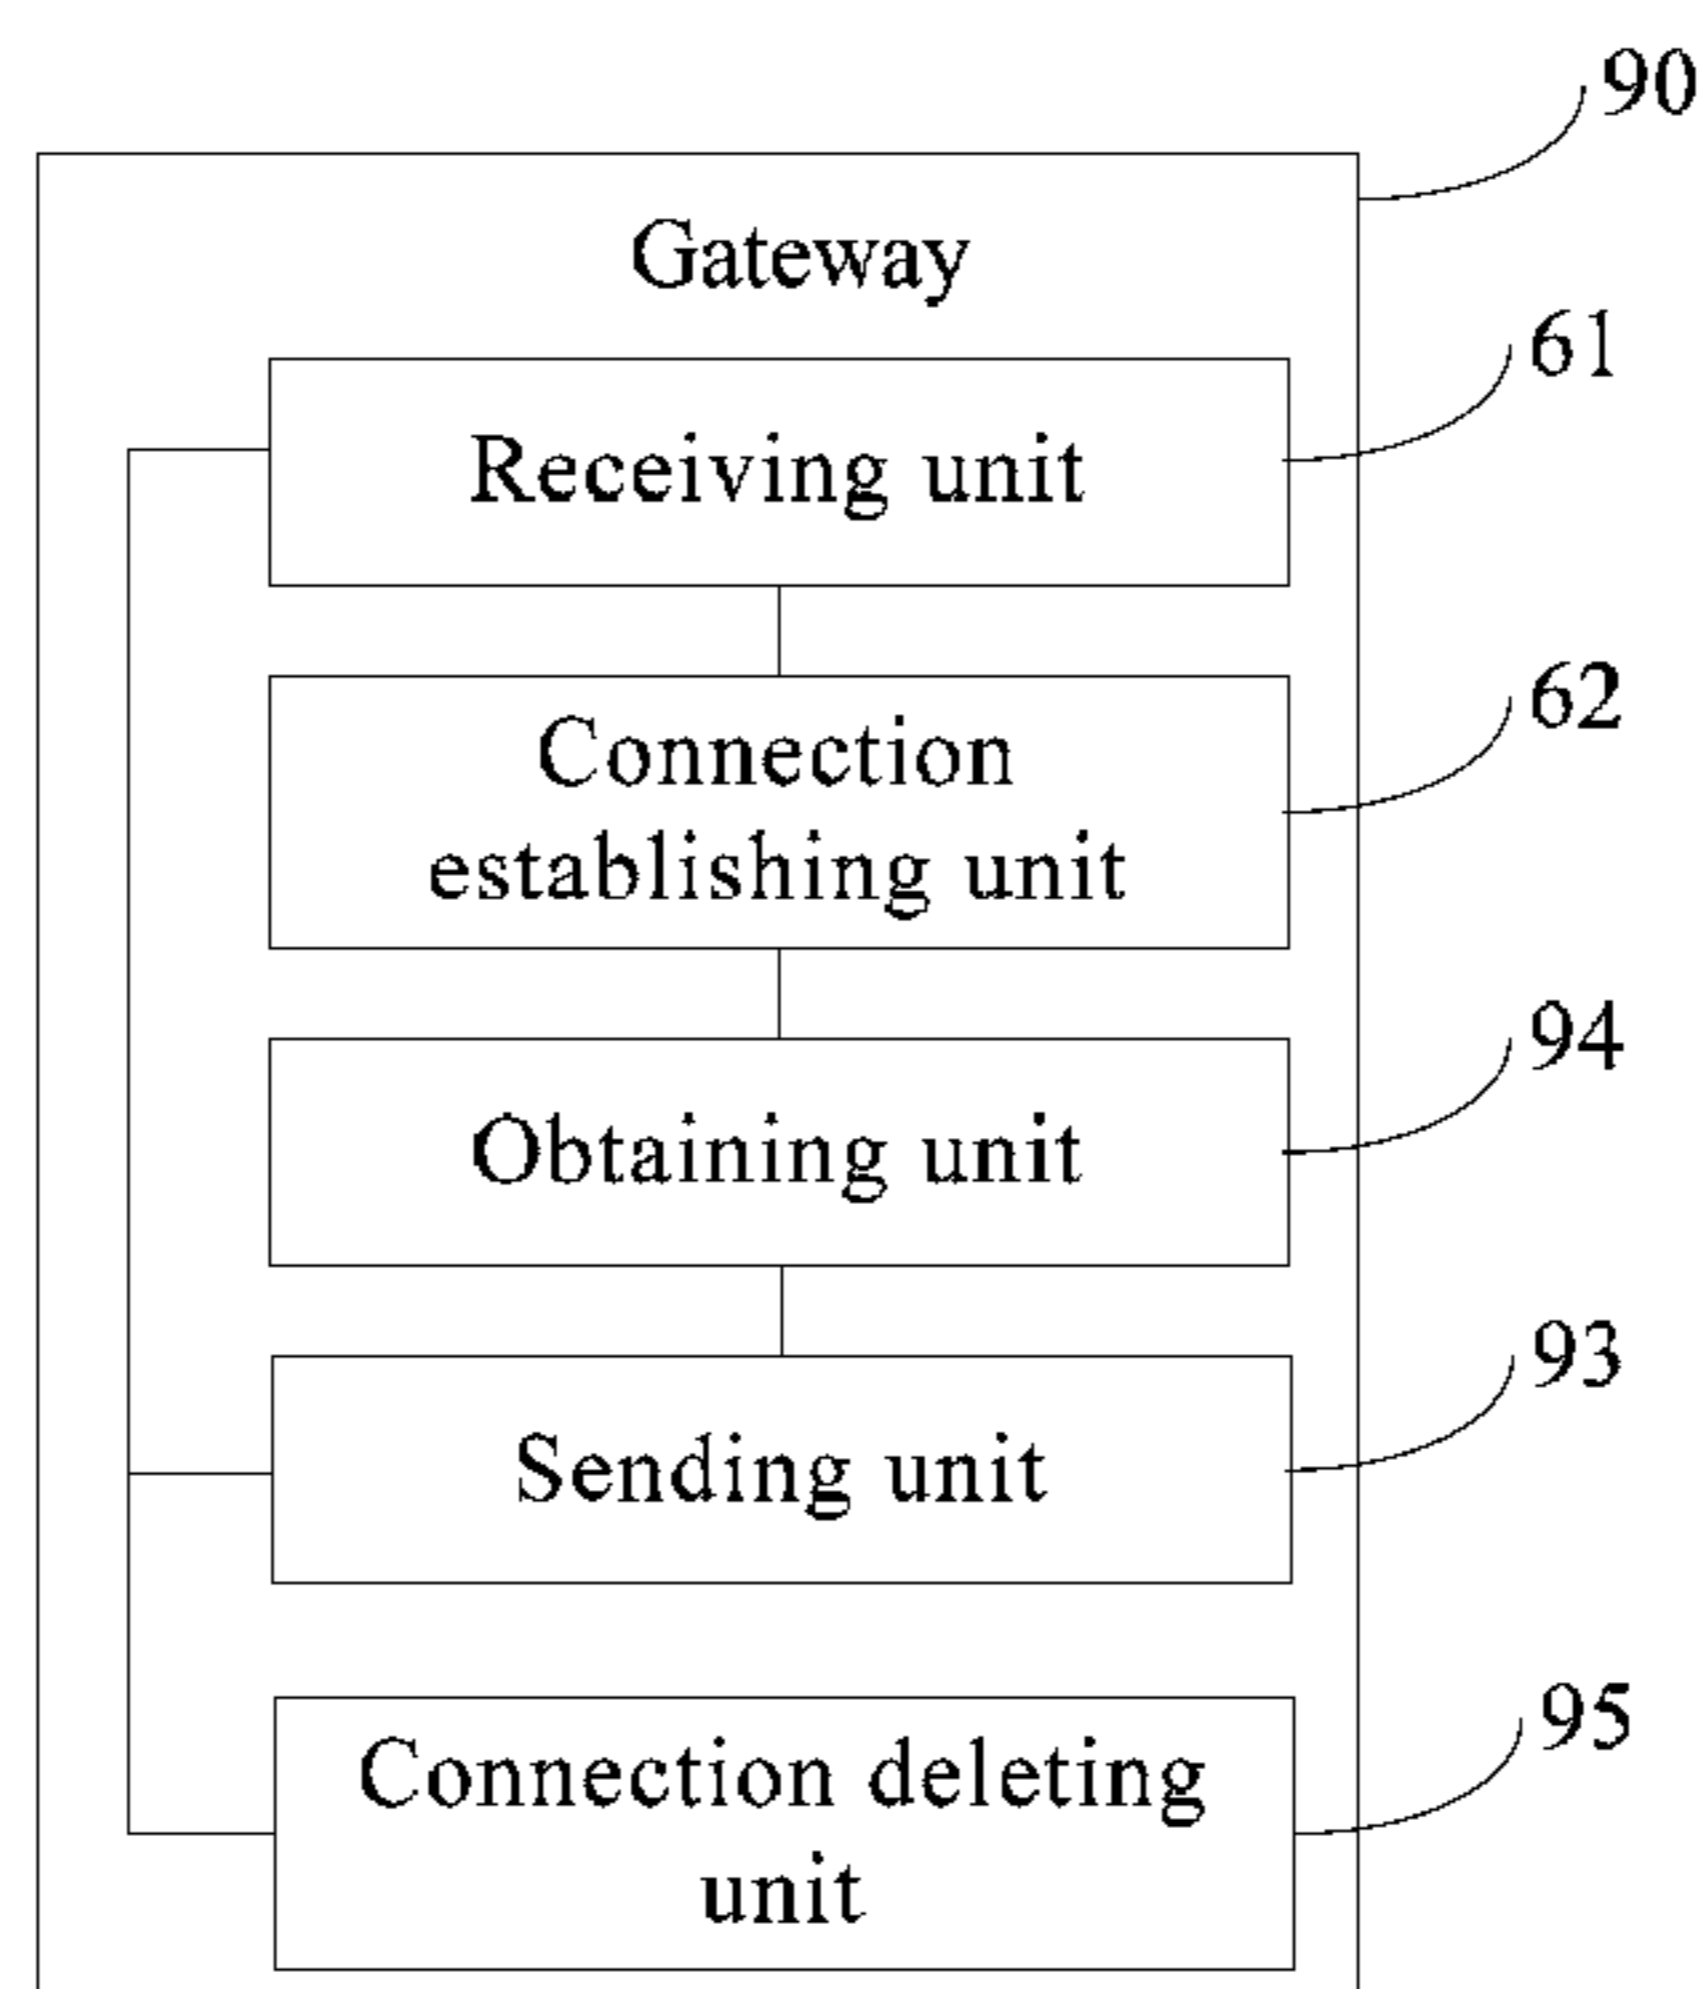 90
Gateway
61
Receiving unit
62
Connection
establishing unit
94
Obtaining unit
93
Sending unit
95
Connection deleting
unit